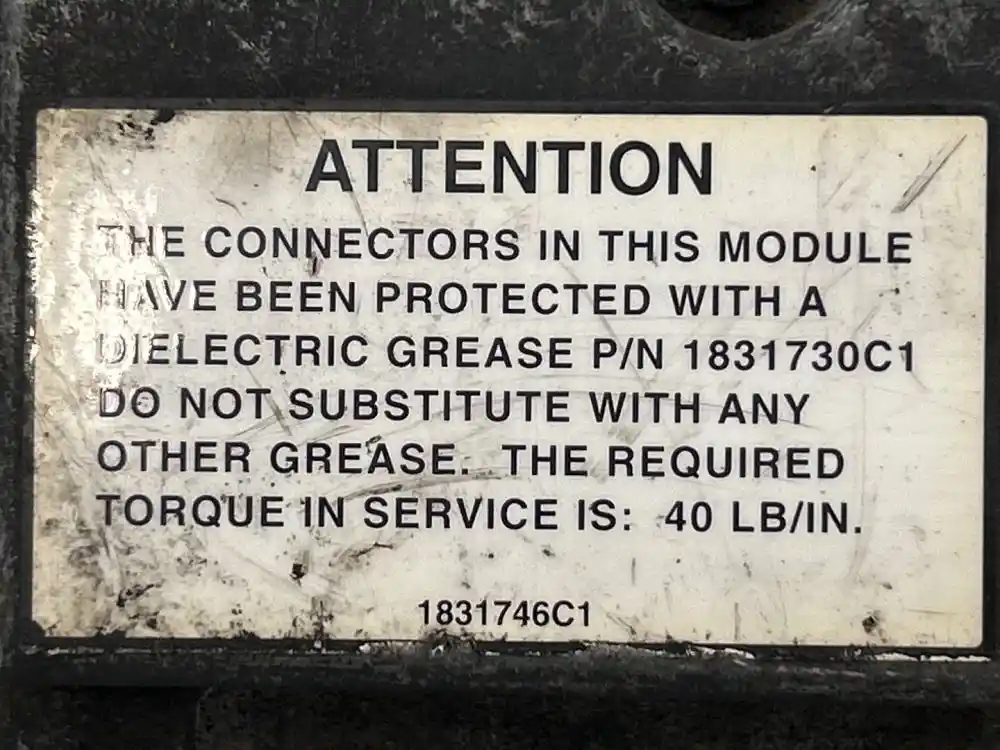 ATTENTION
THE CONNECTORS IN THIS MODULE
HAVE BEEN PROTECTED WITH A
DIELECTRIC GREASE P/N 1831730C1
DO NOT SUBSTITUTE WITH ANY
OTHER GREASE. THE REQUIRED
TORQUE IN SERVICE IS: 40 LB/IN.
1831746C1